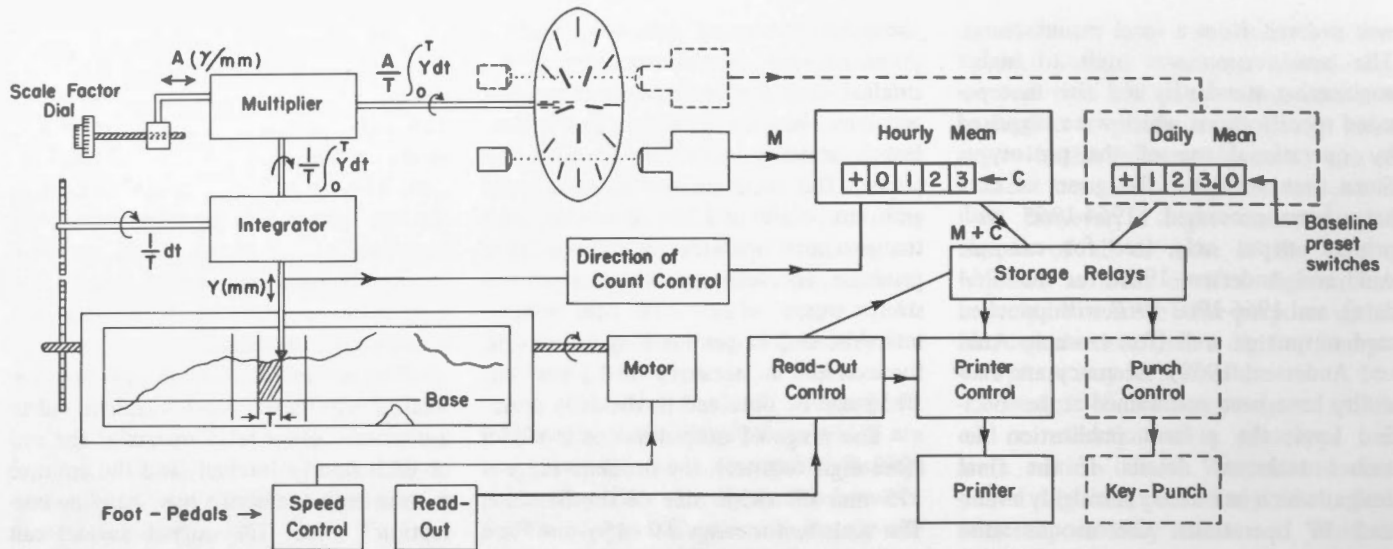 A (γ/mm)
Scale Factor
Dial
Multiplier
A/T ∫₀ᵀ Y dt
1/T ∫₀ᵀ Y dt
Integrator
1/T dt
Y (mm)
Base
T
Motor
Foot - Pedals →
Speed
Control
Read-
Out
M
Direction of
Count Control
Hourly Mean
+ 0 1 2 3
C
Daily Mean
+ 1 2 3.0
Baseline
preset
switches
M + C
Storage Relays
Read-Out
Control
Printer
Control
Punch
Control
Printer
Key-Punch